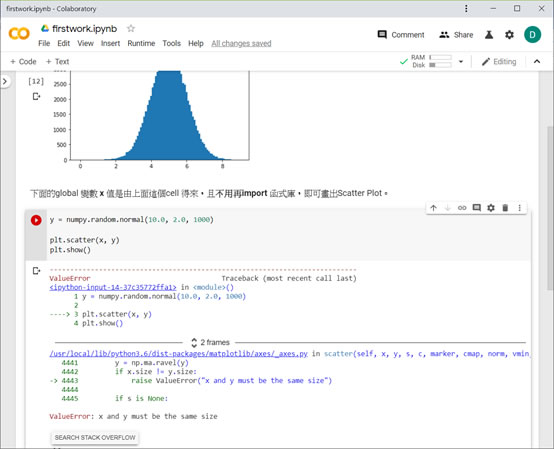 firstwork.ipynb - Colaboratory
firstwork.ipynb
Comment
Share
D
File Edit View Insert Runtime Tools Help All changes saved
+ Code + Text
RAM
Disk
Editing
[12]
3000
2500
2000
1500
1000
500
0
0 2 4 6 8
下面的global 變數 x 值是由上面這個cell 得來，且不用再import 函式庫，即可畫出Scatter Plot。
y = numpy.random.normal(10.0, 2.0, 1000)
plt.scatter(x, y)
plt.show()
---------------------------------------------------------------------------
ValueError Traceback (most recent call last)
<ipython-input-14-37c35772ffa1> in <module>()
1 y = numpy.random.normal(10.0, 2.0, 1000)
2
----> 3 plt.scatter(x, y)
4 plt.show()
2 frames
/usr/local/lib/python3.6/dist-packages/matplotlib/axes/_axes.py in scatter(self, x, y, s, c, marker, cmap, norm, vmin,
4441 y = np.ma.ravel(y)
4442 if x.size != y.size:
-> 4443 raise ValueError("x and y must be the same size")
4444
4445 if s is None:
ValueError: x and y must be the same size
SEARCH STACK OVERFLOW